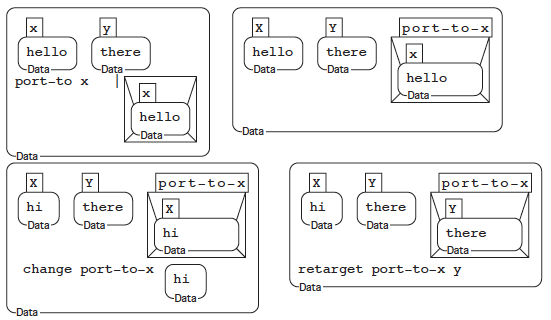 x y
hello there
Data Data
port-to x
x
hello
Data
Data
X Y port-to-x
hello there
Data Data
x
hello
Data
Data
X Y port-to-x
hi there
Data Data
X
hi
Data
change port-to-x
hi
Data
Data
X Y port-to-x
hi there
Data Data
Y
there
Data
retarget port-to-x y
Data